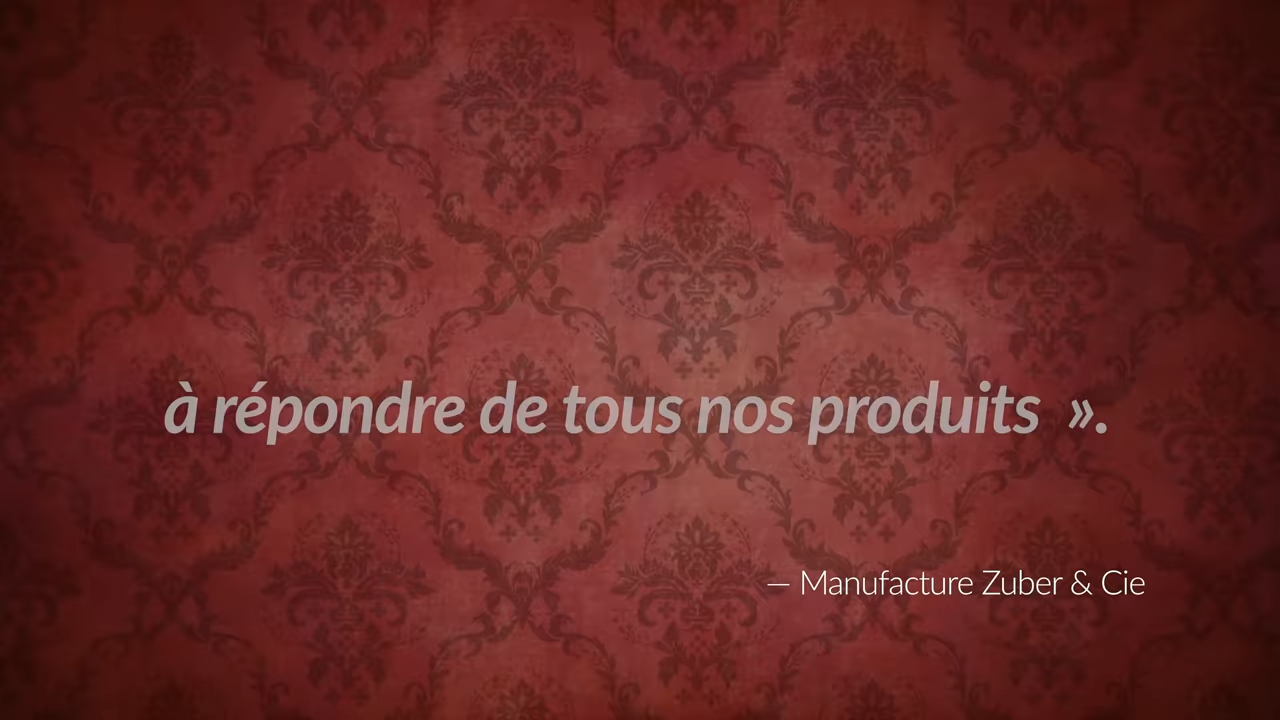 à répondre de tous nos produits  ».
— Manufacture Zuber & Cie